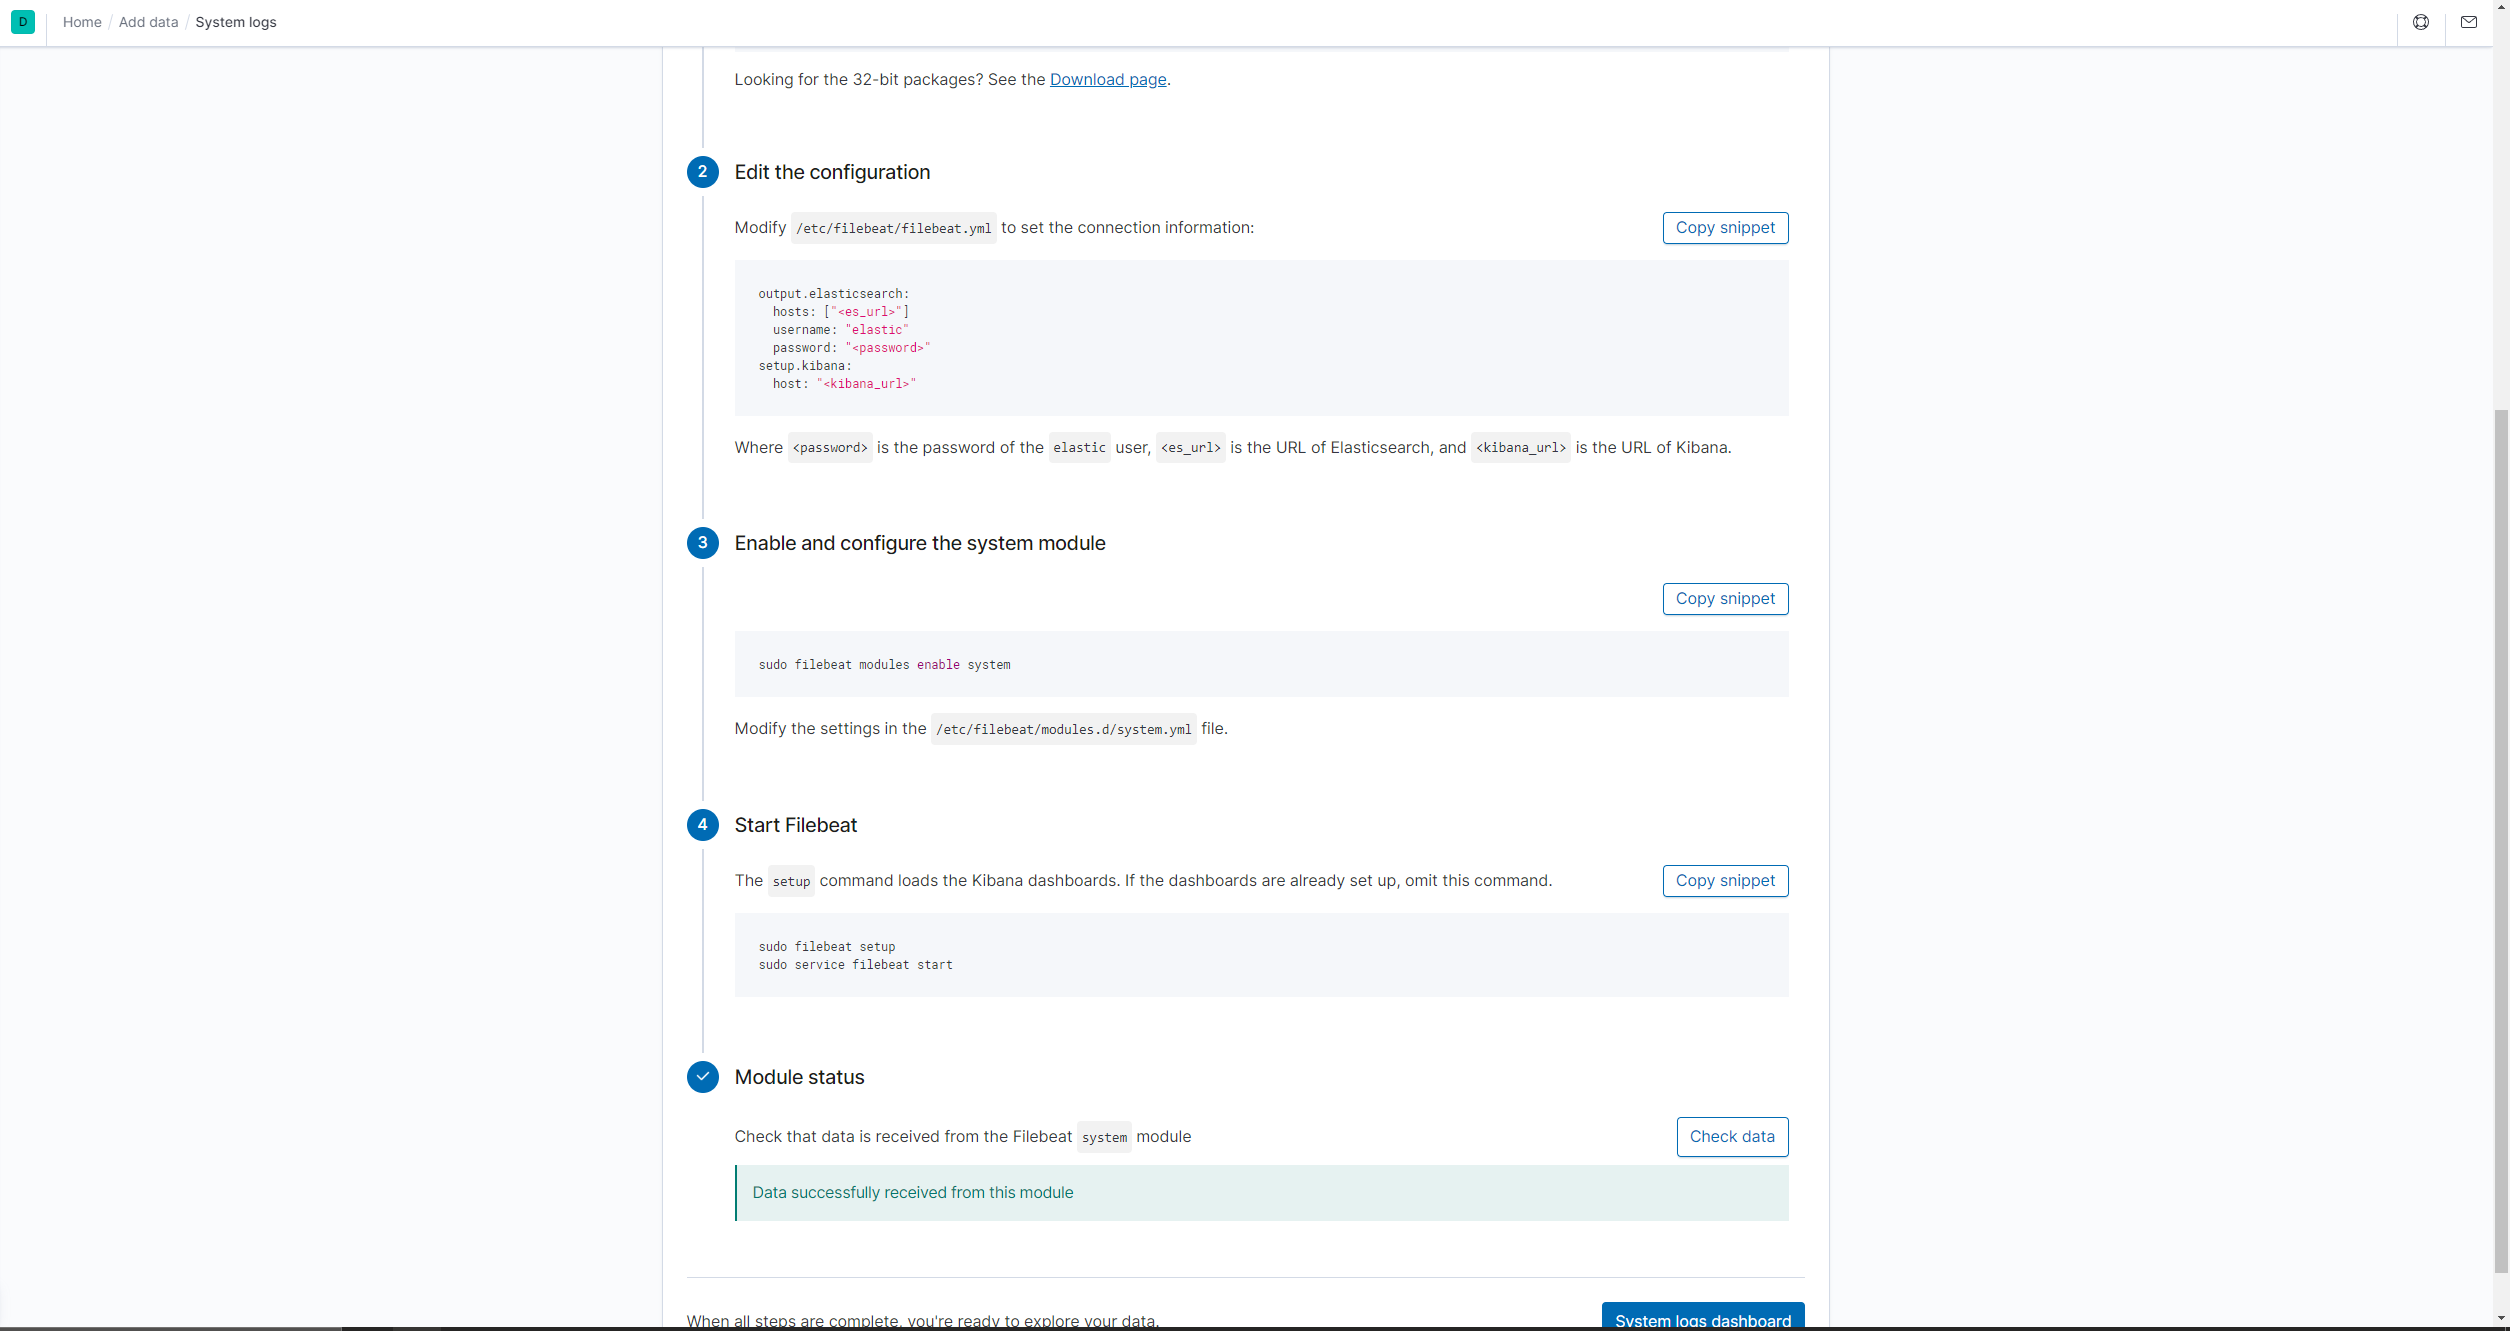 D Home / Add data / System logs
Looking for the 32-bit packages? See the Download page.
2 Edit the configuration
Modify /etc/filebeat/filebeat.yml to set the connection information: Copy snippet
output.elasticsearch:
  hosts: ["<es_url>"]
  username: "elastic"
  password: "<password>"
setup.kibana:
  host: "<kibana_url>"
Where <password> is the password of the elastic user, <es_url> is the URL of Elasticsearch, and <kibana_url> is the URL of Kibana.
3 Enable and configure the system module
Copy snippet
sudo filebeat modules enable system
Modify the settings in the /etc/filebeat/modules.d/system.yml file.
4 Start Filebeat
The setup command loads the Kibana dashboards. If the dashboards are already set up, omit this command. Copy snippet
sudo filebeat setup
sudo service filebeat start
Module status
Check that data is received from the Filebeat system module Check data
Data successfully received from this module
When all steps are complete, you're ready to explore your data. System logs dashboard